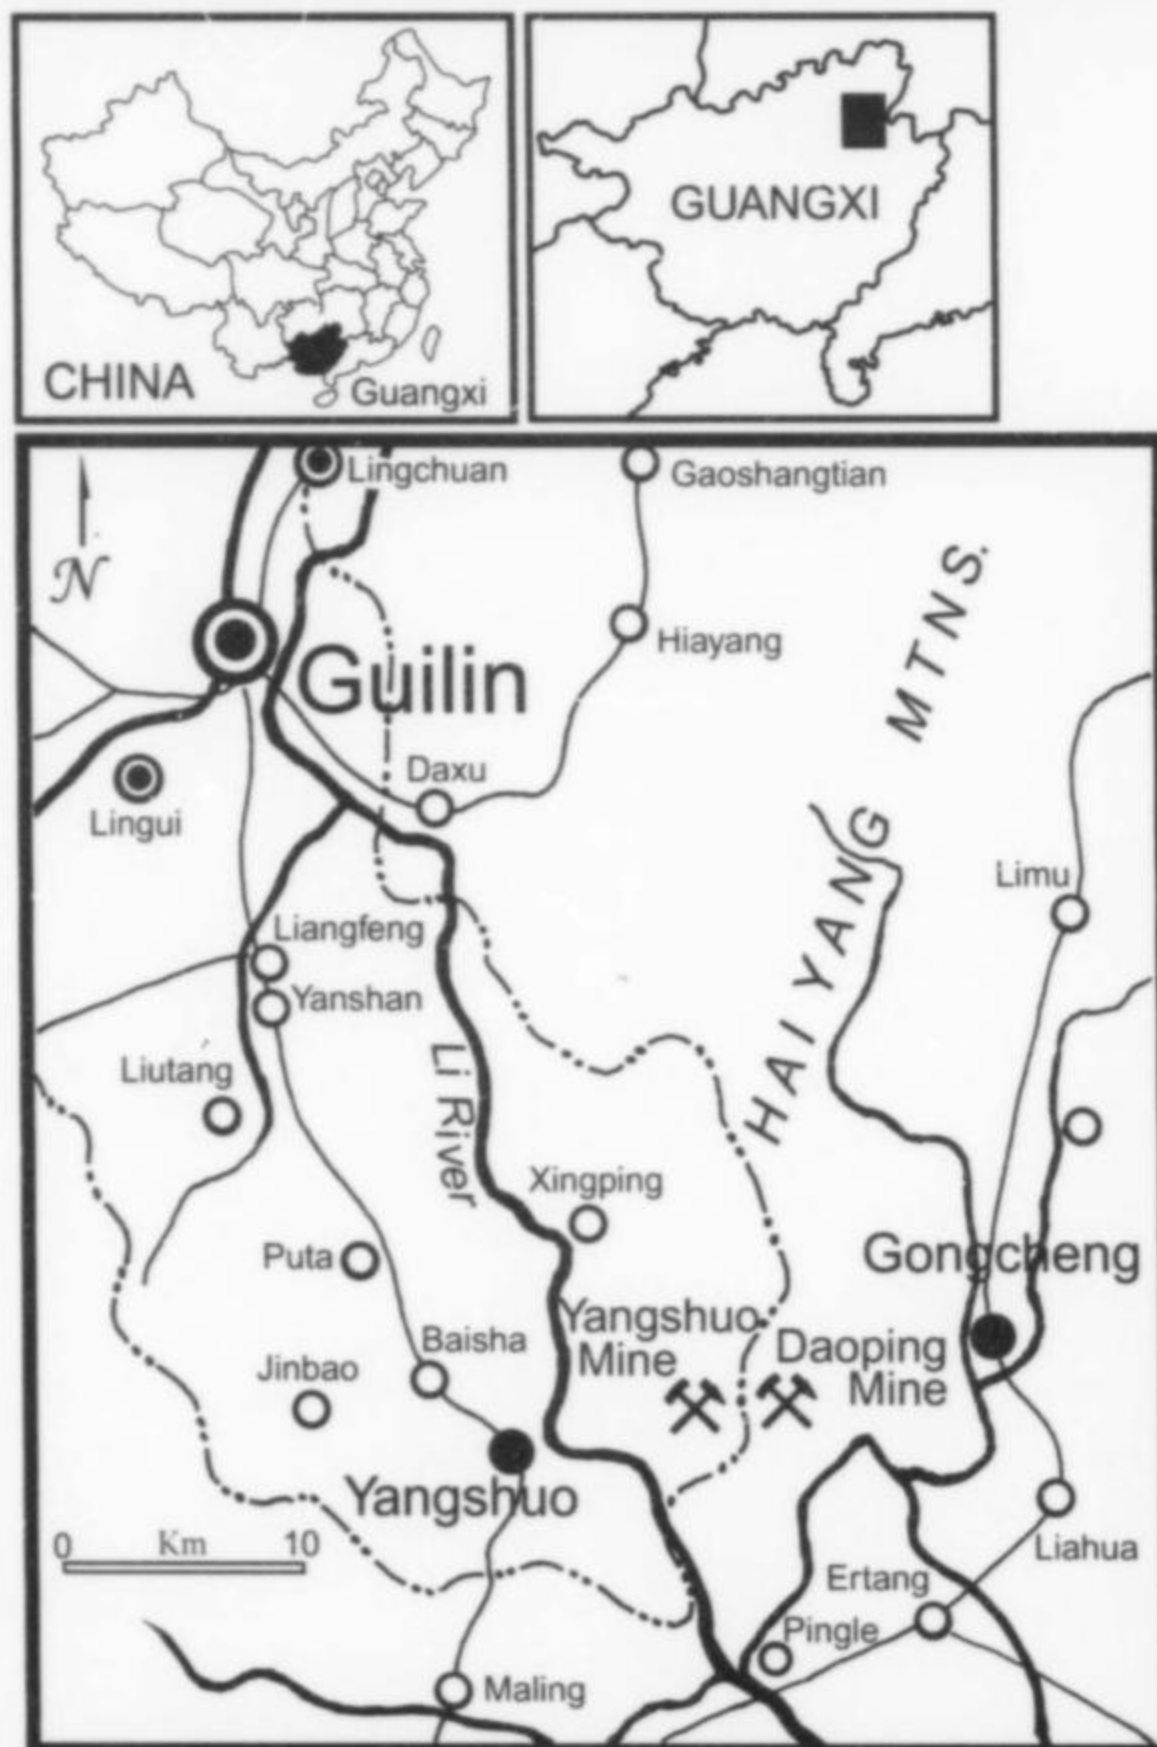 CHINA
Guangxi
GUANGXI
Lingchuan
Gaoshangtian
N
Guilin
Hiayang
HAIYANG MTNS.
Daxu
Lingui
Limu
Liangfeng
Yanshan
Liutang
Li River
Xingping
Puta
Gongcheng
Yangshuo
Mine
Daoping
Mine
Baisha
Jinbao
Yangshuo
0 Km 10
Liahua
Ertang
Pingle
Maling